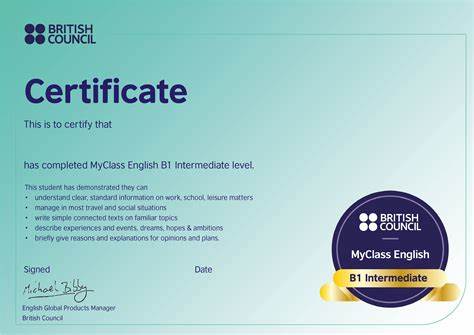 BRITISH
COUNCIL
Certificate
This is to certify that
has completed MyClass English B1 Intermediate level.
This student has demonstrated they can
• understand clear, standard information on work, school, leisure matters
• manage in most travel and social situations
• write simple connected texts on familiar topics
• describe experiences and events, dreams, hopes & ambitions
• briefly give reasons and explanations for opinions and plans.
BRITISH
COUNCIL
MyClass English
B1 Intermediate
Signed Date
Michael Bibby
English Global Products Manager
British Council